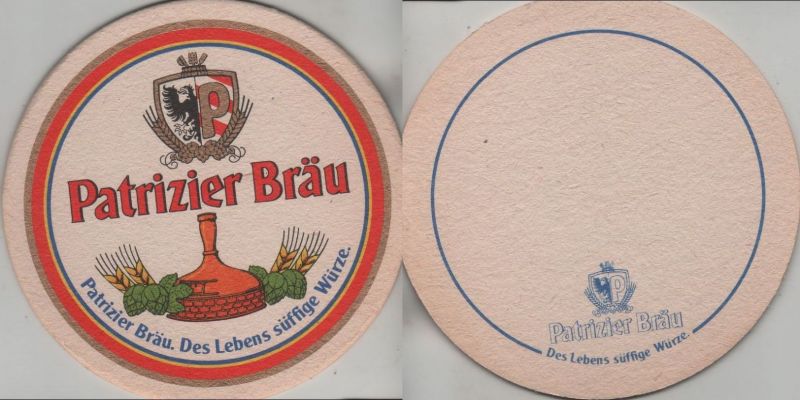 P
Patrizier Bräu
Patrizier Bräu. Des Lebens süffige Würze.
P
Patrizier Bräu
Des Lebens süffige Würze.